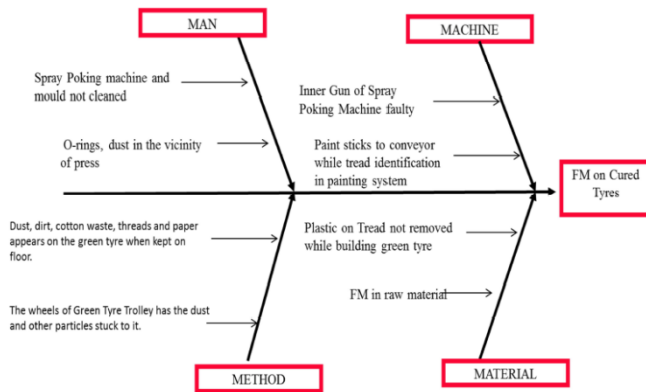 MAN
MACHINE
Spray Poking machine and
mould not cleaned
Inner Gun of Spray
Poking Machine faulty
O-rings, dust in the vicinity
of press
Paint sticks to conveyor
while tread identification
in painting system
FM on Cured
Tyres
Dust, dirt, cotton waste, threads and paper
appears on the green tyre when kept on
floor.
Plastic on Tread not removed
while building green tyre
The wheels of Green Tyre Trolley has the dust
and other particles stuck to it.
FM in raw material
METHOD
MATERIAL